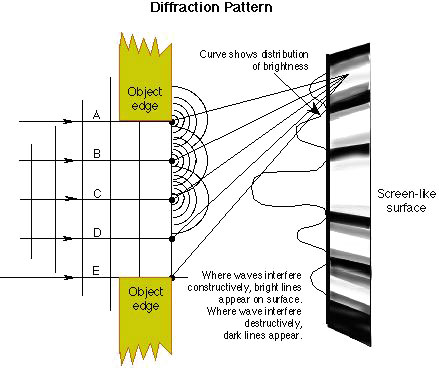 Diffraction Pattern
Curve shows distribution
of brightness
Object
edge
A
B
C
D
E
Screen-like
surface
Object
edge
Where waves interfere
constructively, bright lines
appear on surface.
Where wave interfere
destructively,
dark lines appear.